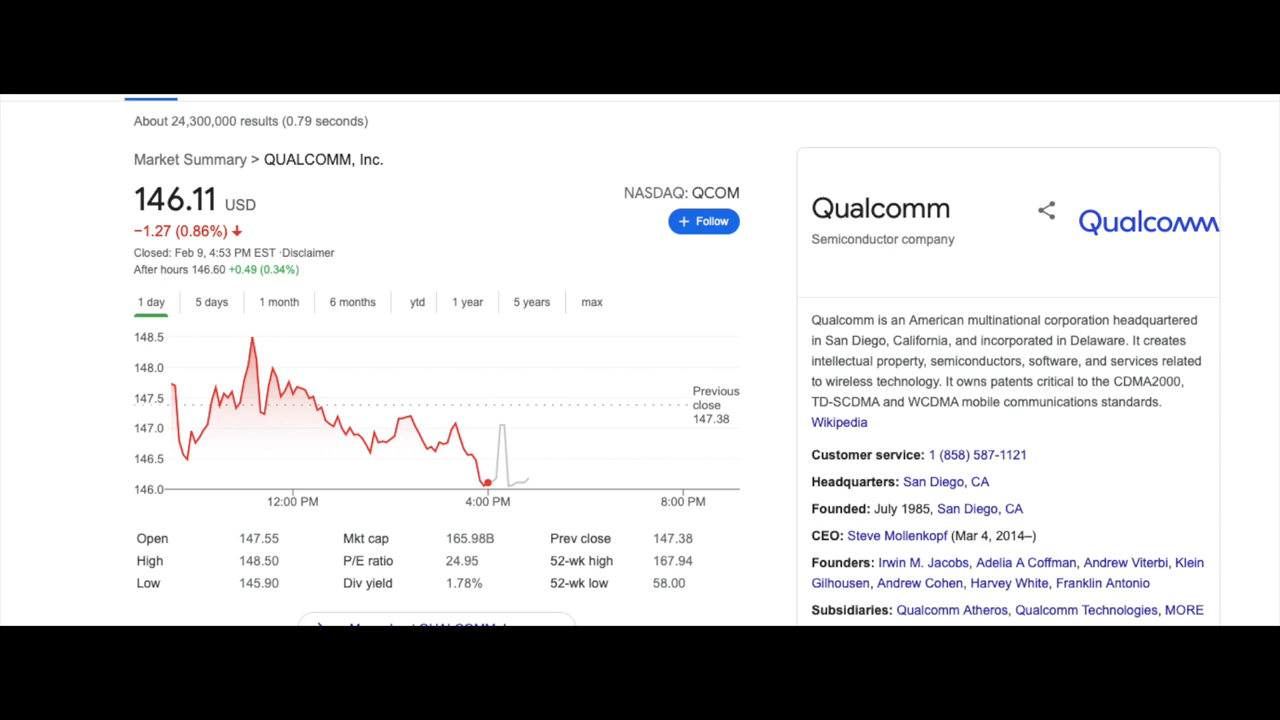 About 24,300,000 results (0.79 seconds)
Market Summary > QUALCOMM, Inc.
146.11 USD
NASDAQ: QCOM
−1.27 (0.86%)
+ Follow
Closed: Feb 9, 4:53 PM EST ·Disclaimer
After hours 146.60 +0.49 (0.34%)
1 day 5 days 1 month 6 months ytd 1 year 5 years max
148.5
148.0
147.5
147.0
146.5
146.0
Previous
close
147.38
12:00 PM 4:00 PM 8:00 PM
Open 147.55 Mkt cap 165.98B Prev close 147.38
High 148.50 P/E ratio 24.95 52-wk high 167.94
Low 145.90 Div yield 1.78% 52-wk low 58.00
Qualcomm
Qualcomm
Semiconductor company
Qualcomm is an American multinational corporation headquartered
in San Diego, California, and incorporated in Delaware. It creates
intellectual property, semiconductors, software, and services related
to wireless technology. It owns patents critical to the CDMA2000,
TD-SCDMA and WCDMA mobile communications standards.
Wikipedia
Customer service: 1 (858) 587-1121
Headquarters: San Diego, CA
Founded: July 1985, San Diego, CA
CEO: Steve Mollenkopf (Mar 4, 2014–)
Founders: Irwin M. Jacobs, Adelia A Coffman, Andrew Viterbi, Klein
Gilhousen, Andrew Cohen, Harvey White, Franklin Antonio
Subsidiaries: Qualcomm Atheros, Qualcomm Technologies, MORE